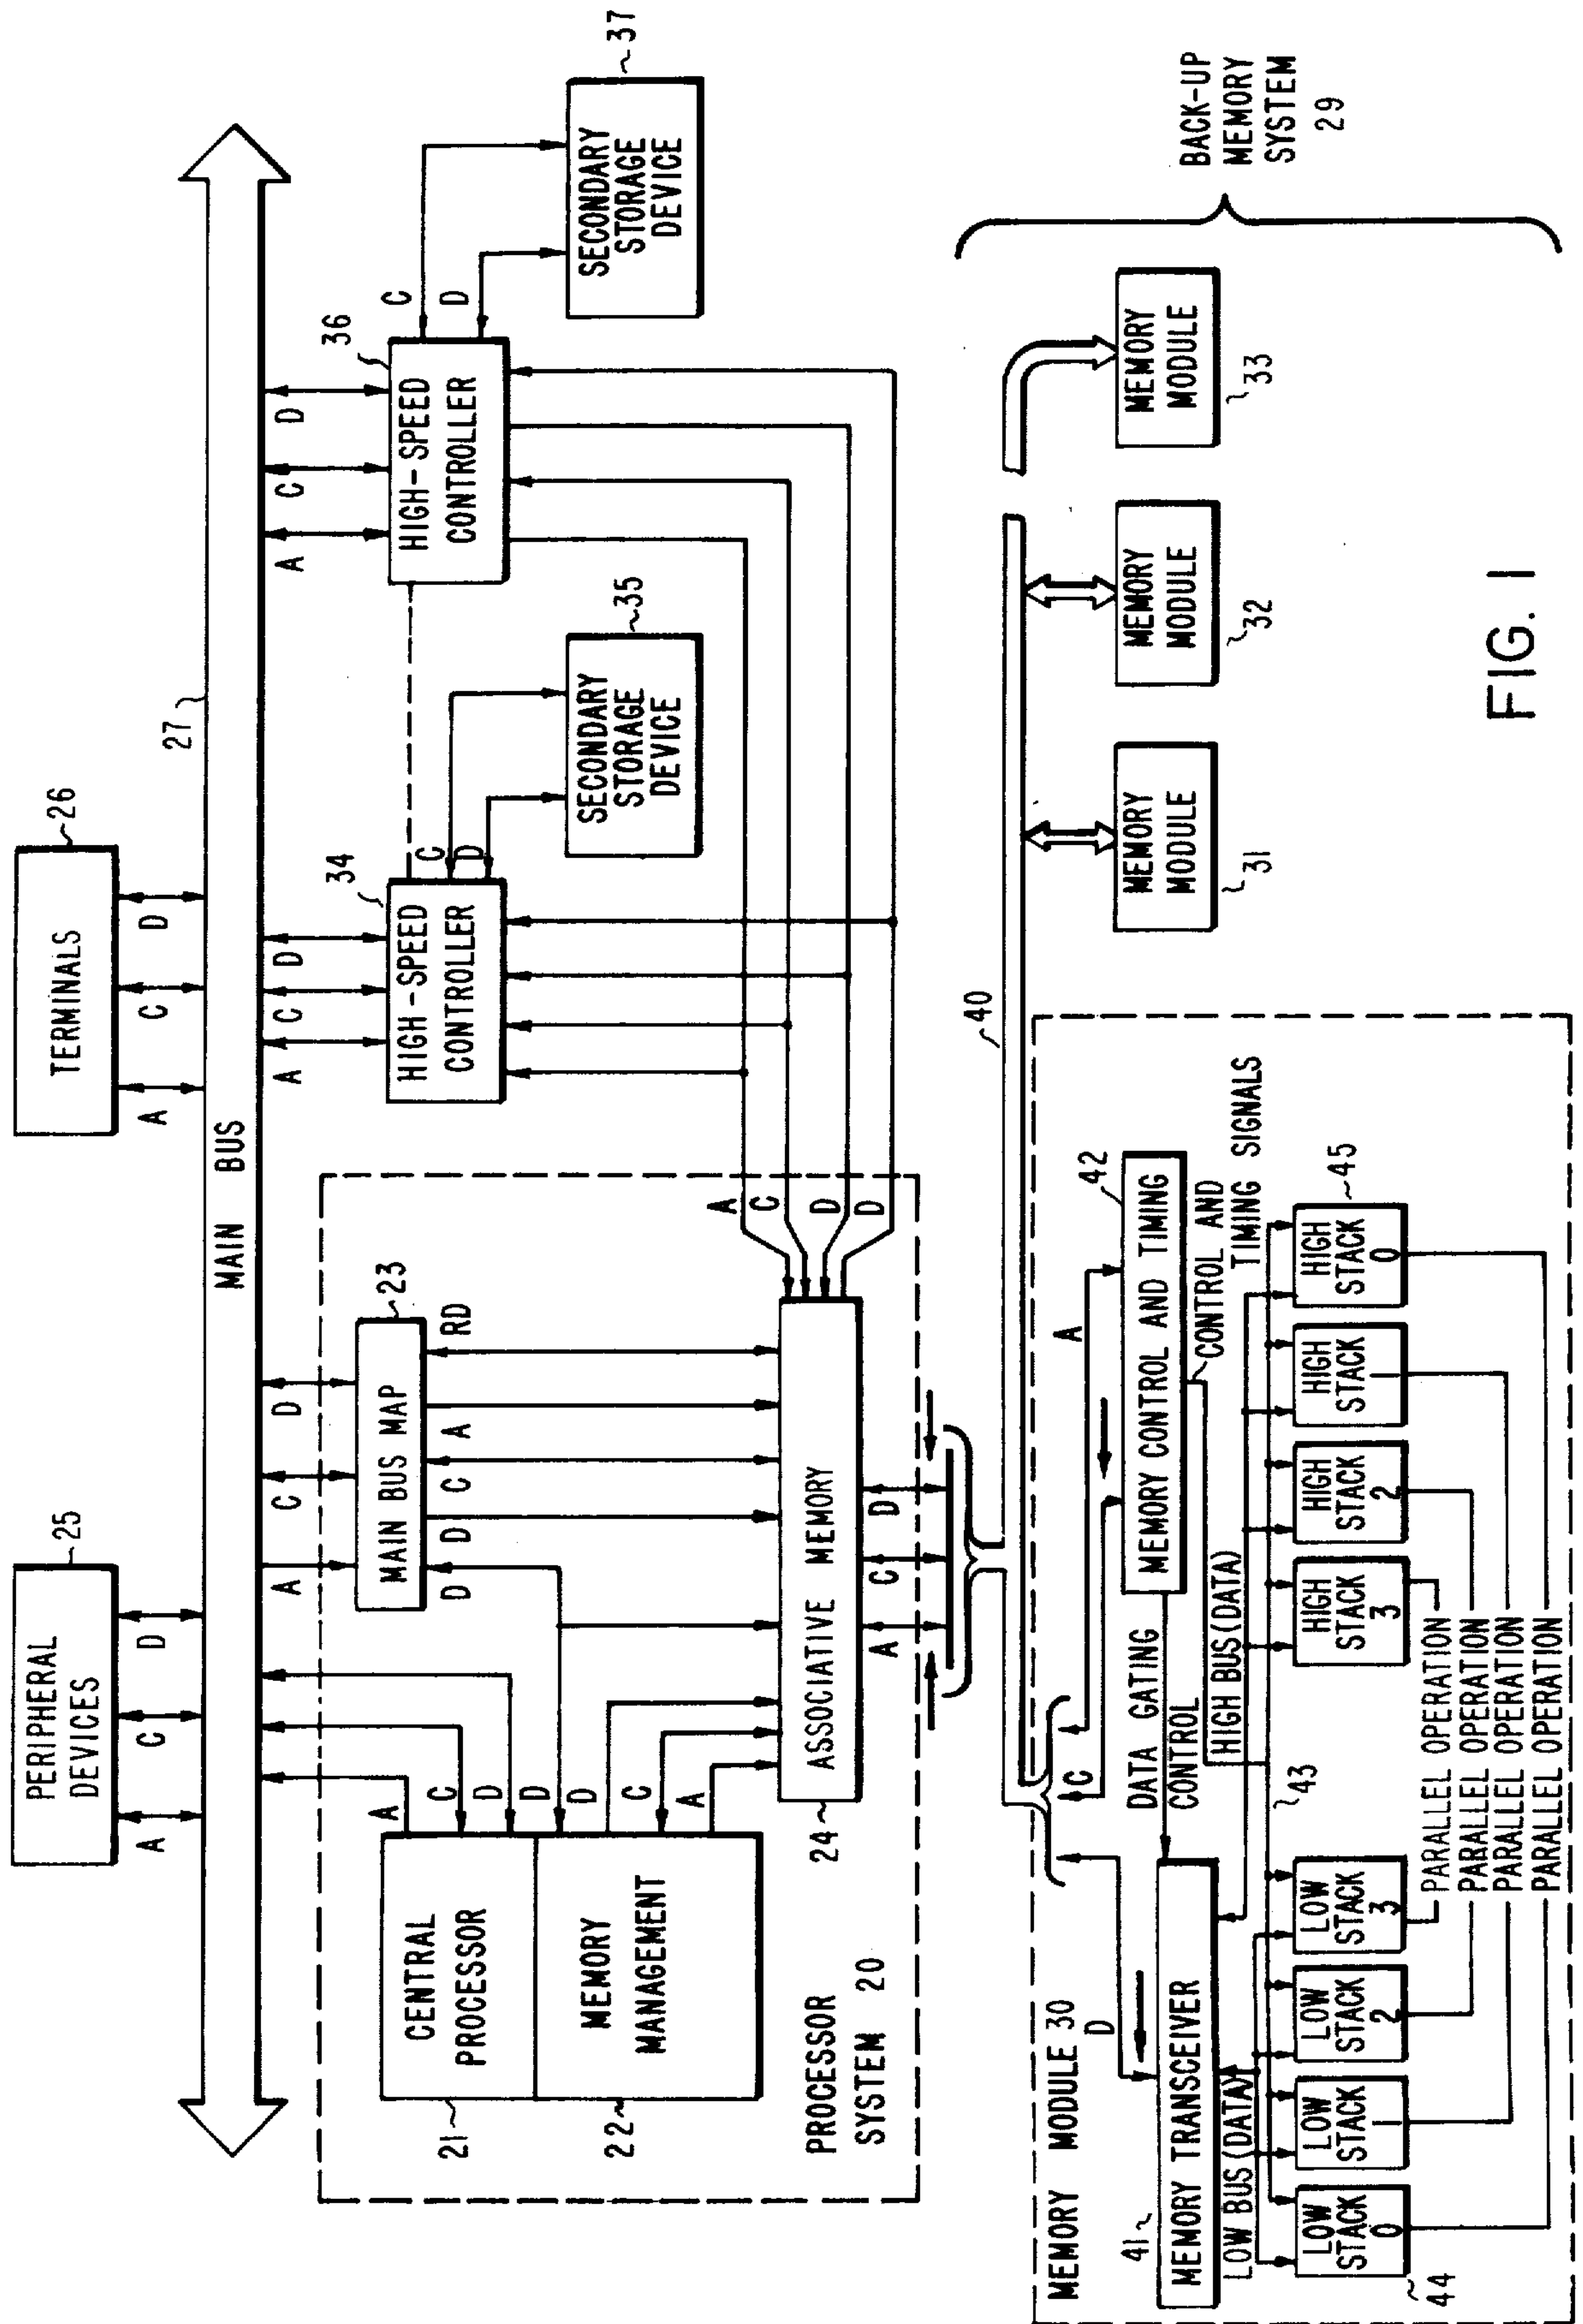 PERIPHERAL
DEVICES
25
A
C
D
TERMINALS
26
A
C
D
27
MAIN BUS
A
C
D
A
C
D
A
C
D
CENTRAL
PROCESSOR
21
MEMORY
MANAGEMENT
22
A
C
D
D
D
C
A
MAIN BUS MAP
23
D
D
C
A
RD
ASSOCIATIVE MEMORY
24
A
C
D
PROCESSOR
SYSTEM 20
A
C
D
D
HIGH-SPEED
CONTROLLER
34
C
D
SECONDARY
STORAGE
DEVICE
35
HIGH-SPEED
CONTROLLER
36
C
D
SECONDARY
STORAGE
DEVICE
37
BACK-UP
MEMORY
SYSTEM
29
40
MEMORY
MODULE
31
MEMORY
MODULE
32
MEMORY
MODULE
33
MEMORY MODULE 30
D
C
A
41
MEMORY TRANSCEIVER
DATA GATING
CONTROL
MEMORY CONTROL AND TIMING
42
CONTROL AND
TIMING SIGNALS
LOW BUS (DATA)
HIGH BUS (DATA)
43
LOW
STACK
0
LOW
STACK
1
LOW
STACK
2
LOW
STACK
3
HIGH
STACK
3
HIGH
STACK
2
HIGH
STACK
1
HIGH
STACK
0
44
45
PARALLEL OPERATION
PARALLEL OPERATION
PARALLEL OPERATION
PARALLEL OPERATION
FIG. 1